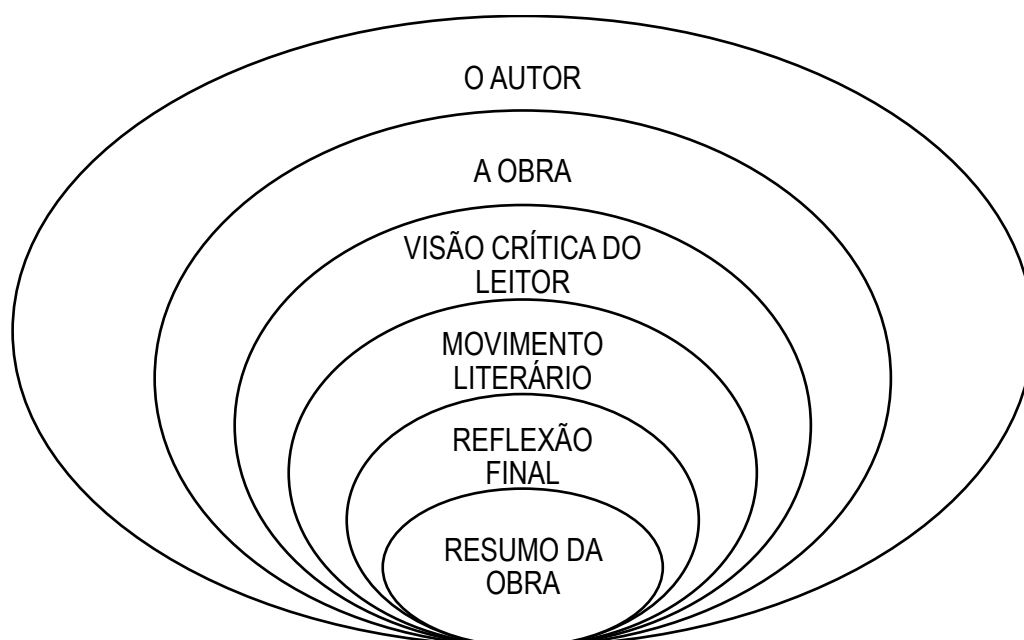 O AUTOR
A OBRA
VISÃO CRÍTICA DO
LEITOR
MOVIMENTO
LITERÁRIO
REFLEXÃO
FINAL
RESUMO DA
OBRA